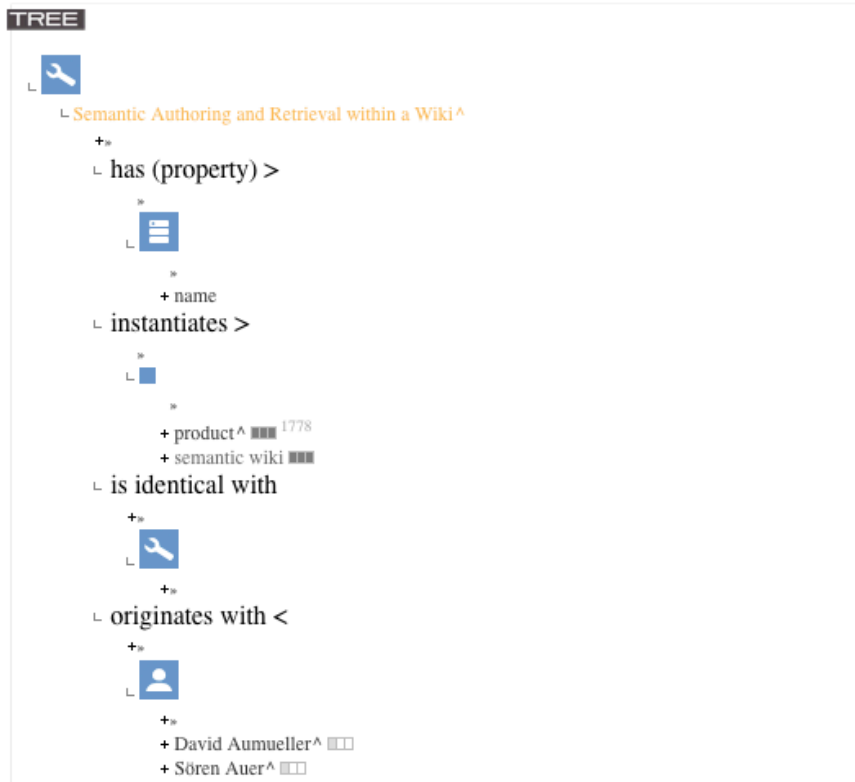 TREE
Semantic Authoring and Retrieval within a Wiki^
+»
has (property) >
»
»
+ name
instantiates >
»
»
+ product^ 1778
+ semantic wiki
is identical with
+»
+»
originates with <
+»
+»
+ David Aumueller^
+ Sören Auer^